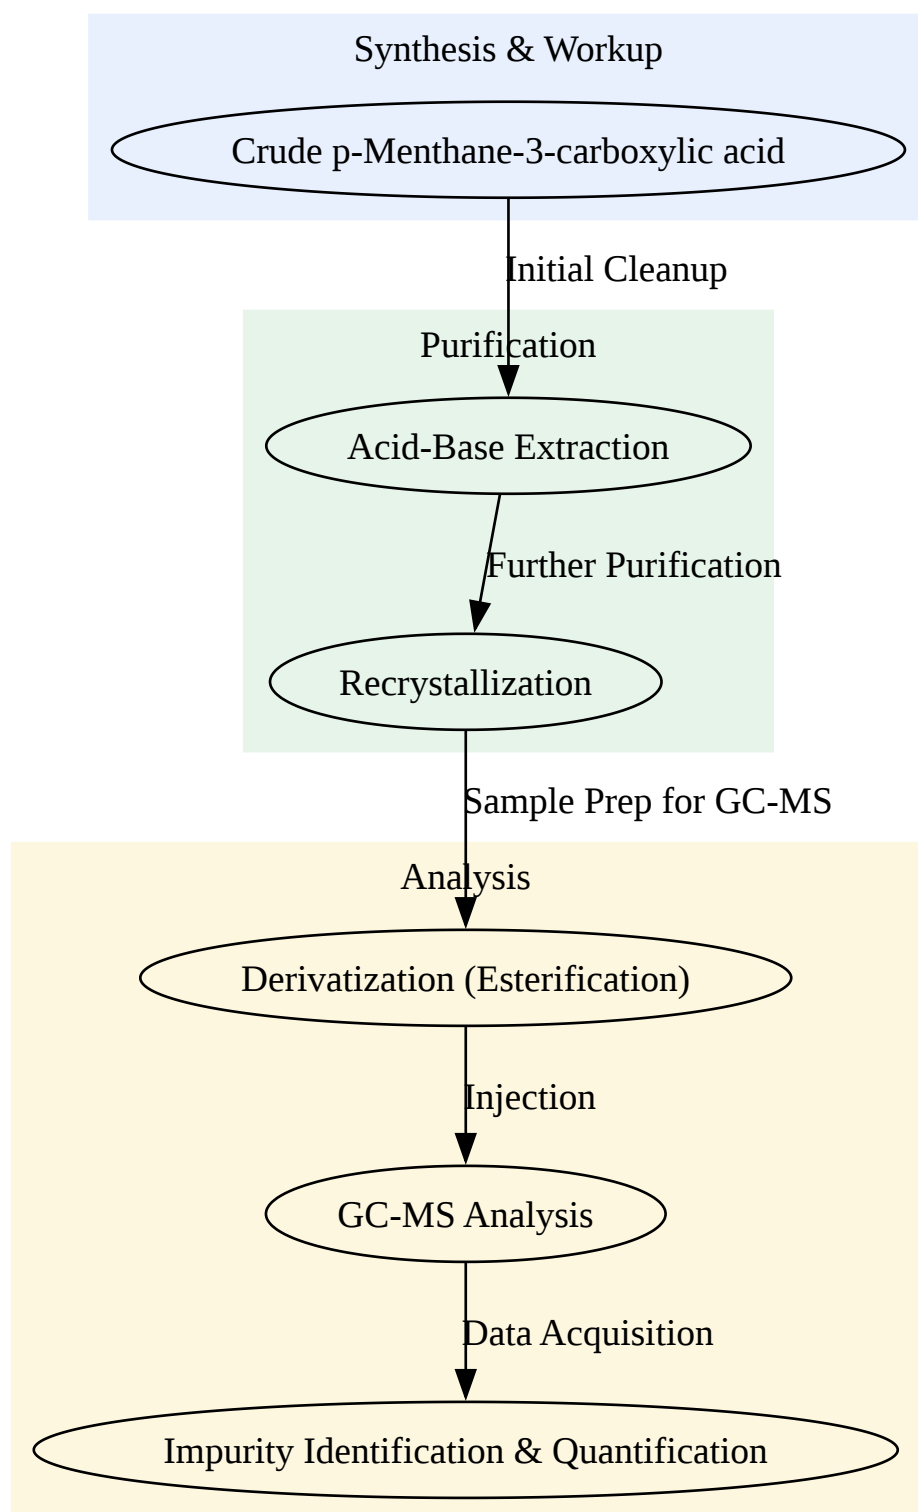 Synthesis & Workup
Crude p-Menthane-3-carboxylic acid
Initial Cleanup
Purification
Acid-Base Extraction
Further Purification
Recrystallization
Sample Prep for GC-MS
Analysis
Derivatization (Esterification)
Injection
GC-MS Analysis
Data Acquisition
Impurity Identification & Quantification